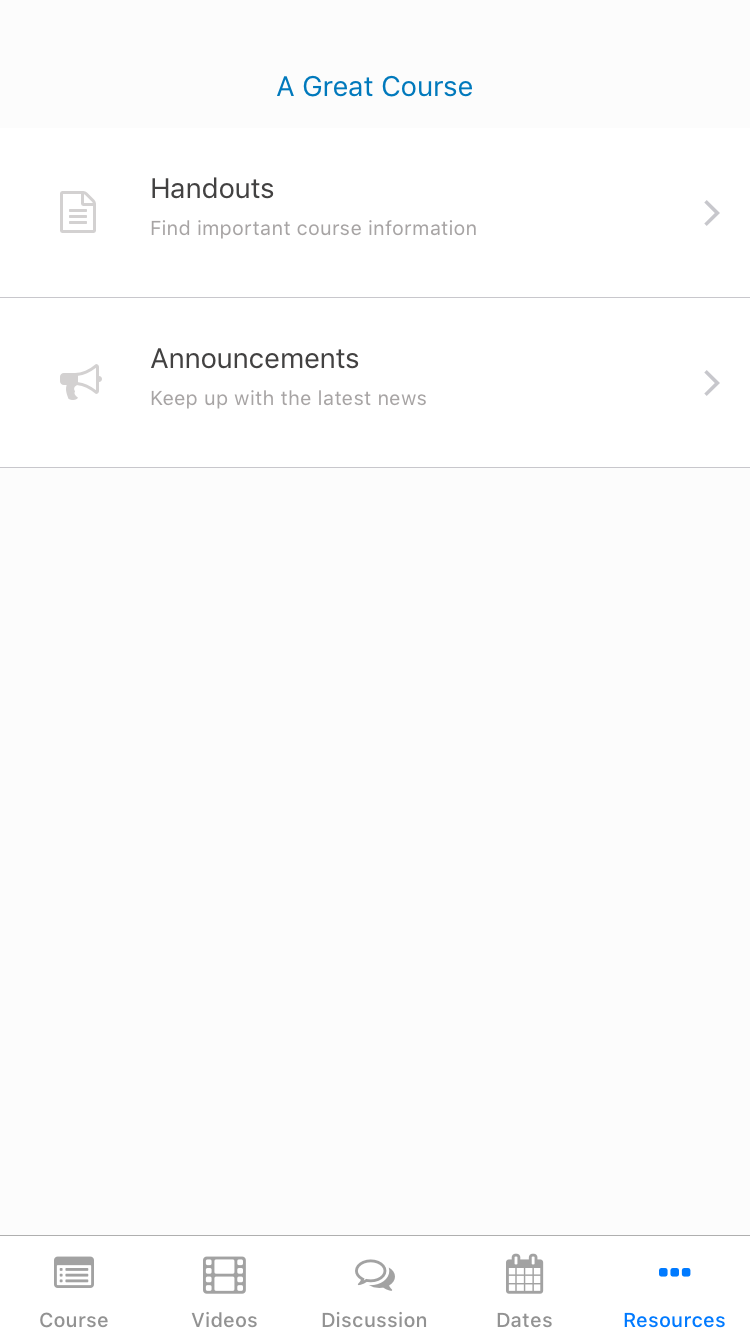 A Great Course
Handouts
Find important course information
Announcements
Keep up with the latest news
Course
Videos
Discussion
Dates
Resources